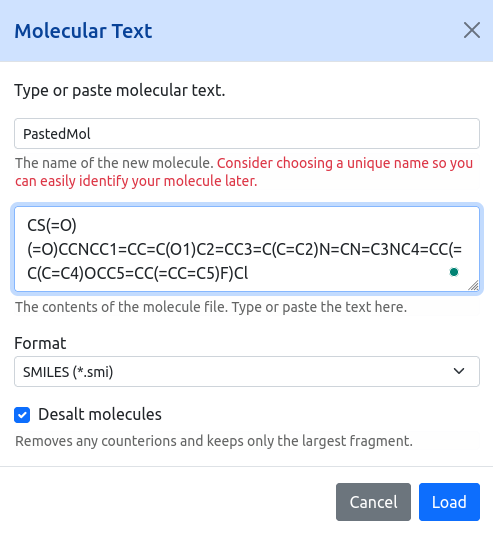 Molecular Text
Type or paste molecular text.
PastedMol
The name of the new molecule. Consider choosing a unique name so you
can easily identify your molecule later.
CS(=O)
(=O)CCNCC1=CC=C(O1)C2=CC3=C(C=C2)N=CN=C3NC4=CC(=
C(C=C4)OCC5=CC(=CC=C5)F)Cl
The contents of the molecule file. Type or paste the text here.
Format
SMILES (*.smi)
Desalt molecules
Removes any counterions and keeps only the largest fragment.
Cancel Load